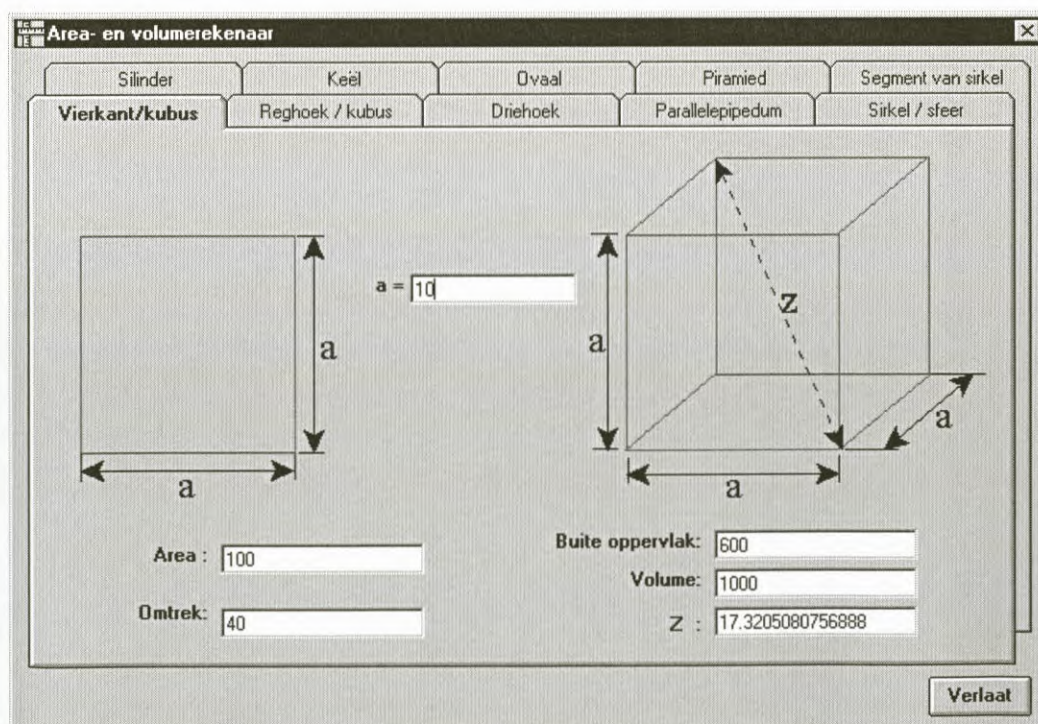 Area- en volumerekenaar
Silinder Keël Ovaal Piramied Segment van sirkel
Vierkant/kubus Reghoek / kubus Driehoek Parallelepipedum Sirkel / sfeer
a = 10
a
a
a
z
a
a
Area : 100
Omtrek: 40
Buite oppervlak: 600
Volume: 1000
Z : 17.3205080756888
Verlaat